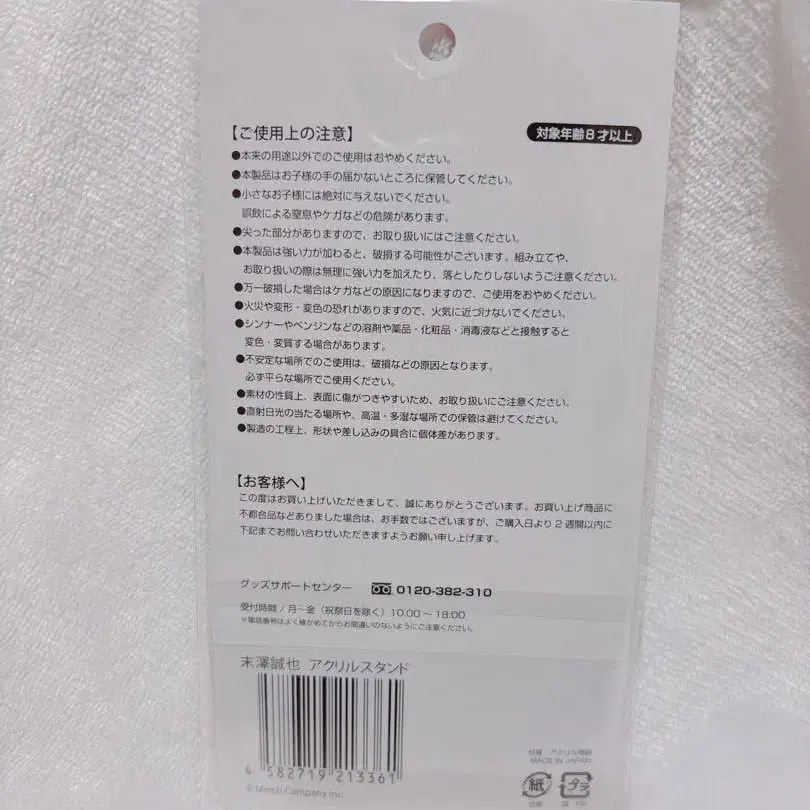 【ご使用上の注意】
対象年齢8才以上
●本来の用途以外でのご使用はおやめください。
●本製品はお子様の手の届かないところに保管してください。
●小さなお子様には絶対に与えないでください。
誤飲による窒息やケガなどの危険があります。
●尖った部分がありますので、お取り扱いにはご注意ください。
●本製品は強い力が加わると、破損する可能性がございます。組み立てや、
お取り扱いの際は無理に強い力を加えたり、落としたりしないようご注意ください。
●万一破損した場合はケガなどの原因になりますので、ご使用をおやめください。
●火災や変形・変色の恐れがありますので、火気に近づけないでください。
●シンナーやベンジンなどの溶剤や薬品・化粧品・消毒液などと接触すると
変色・変質する場合があります。
●不安定な場所でのご使用は、破損などの原因となります。
必ず平らな場所でご使用ください。
●素材の性質上、表面に傷がつきやすいため、お取り扱いにご注意ください。
●直射日光の当たる場所や、高温・多湿な場所での保管は避けてください。
●製造の工程上、形状や差し込みの具合に個体差があります。
【お客様へ】
この度はお買い上げいただきまして、誠にありがとうございます。お買い上げ商品に
不都合品などありました場合は、お手数ではございますが、ご購入日より2週間以内に
下記までお問い合わせいただきますようお願い申し上げます。
グッズサポートセンター 0120-382-310
受付時間/月〜金(祝祭日を除く)10:00〜18:00
※電話番号はよく確かめてからお間違いのないようにご注意ください。
末澤誠也 アクリルスタンド
4 582719 213361
© Mercb Company Inc.
アクリル樹脂
MADE IN JAPAN
紙 プラ
台紙 PP